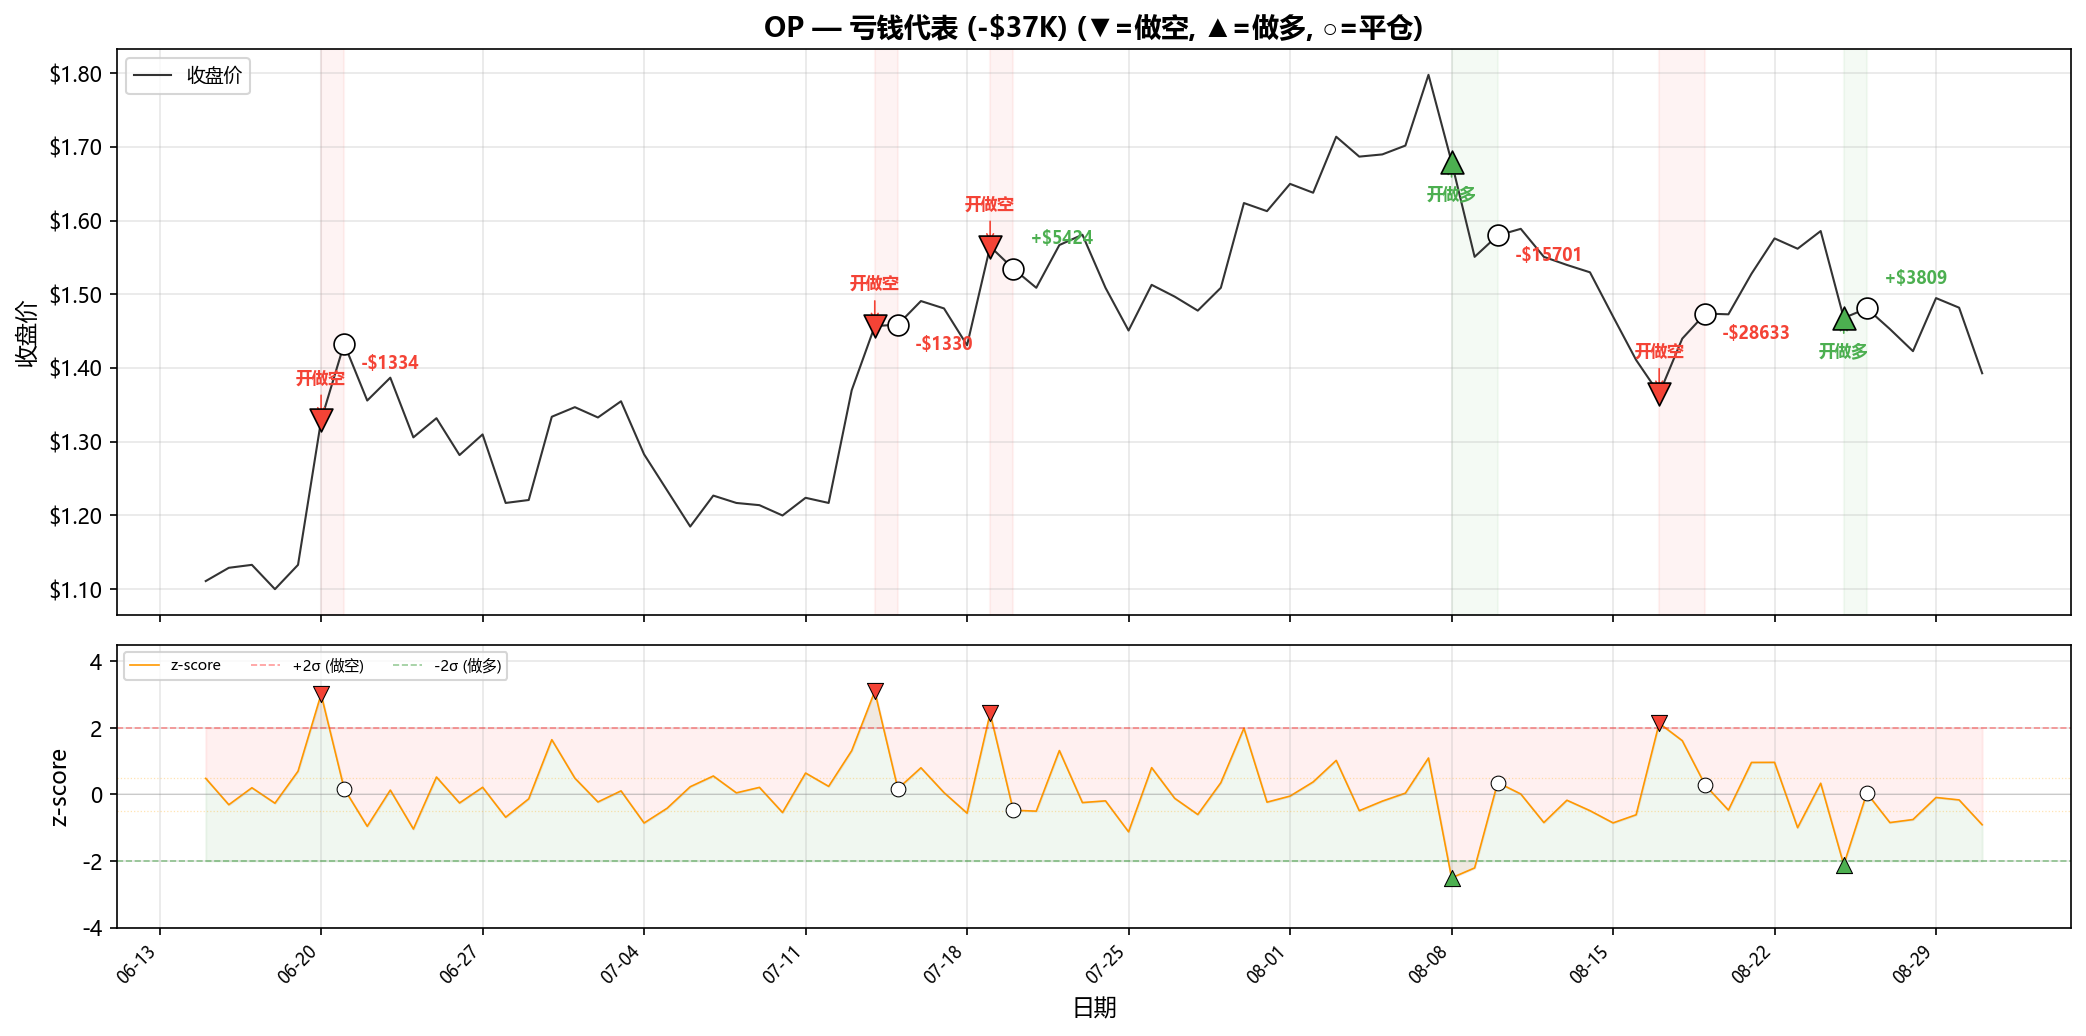 OP — 亏钱代表 (-$37K) (▼=做空, ▲=做多, ○=平仓)
收盘价
$1.80
$1.70
$1.60
$1.50
$1.40
$1.30
$1.20
$1.10
收盘价
开做空
-$1334
开做空
-$1330
开做空
+$5424
开做多
-$15701
开做空
-$28633
开做多
+$3809
z-score
+2σ (做空)
-2σ (做多)
4
2
0
-2
-4
z-score
06-13
06-20
06-27
07-04
07-11
07-18
07-25
08-01
08-08
08-15
08-22
08-29
日期